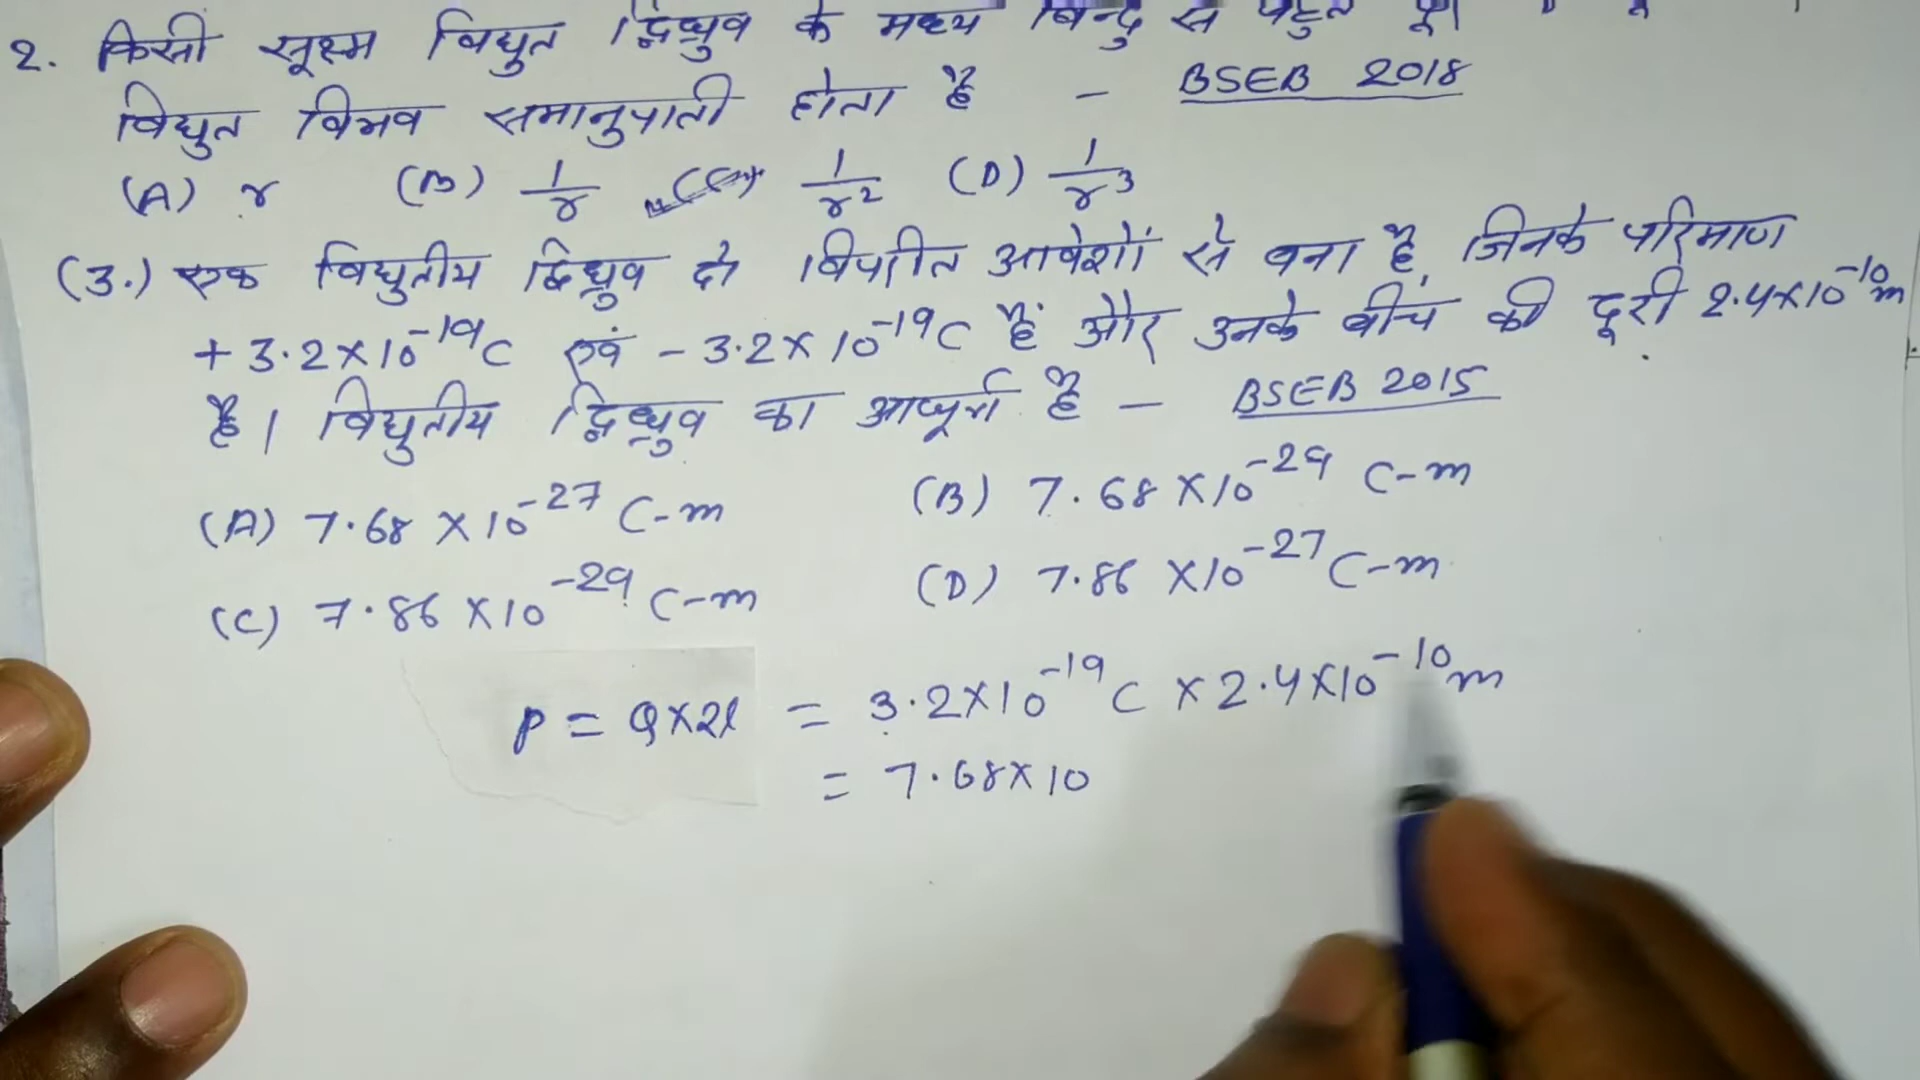 2. किसी सूक्ष्म विद्युत द्विध्रुव के मध्य बिन्दु से बहुत दूर
विद्युत विभव समानुपाती होता है - BSEB 2018
(A) r (B) 1/r (C) 1/r² (D) 1/r³
(3.) एक विद्युतीय द्विध्रुव दो विपरीत आवेशों से बना है, जिनके परिमाण
+3.2×10⁻¹⁹C एवं -3.2×10⁻¹⁹C हैं और उनके बीच की दूरी 2.4×10⁻¹⁰m
है। विद्युतीय द्विध्रुव का आघूर्ण है - BSEB 2015
(A) 7.68×10⁻²⁷ C-m (B) 7.68×10⁻²⁹ C-m
(C) 7.86×10⁻²⁹ C-m (D) 7.86×10⁻²⁷ C-m
P = Q×2l = 3.2×10⁻¹⁹C × 2.4×10⁻¹⁰m
= 7.68×10